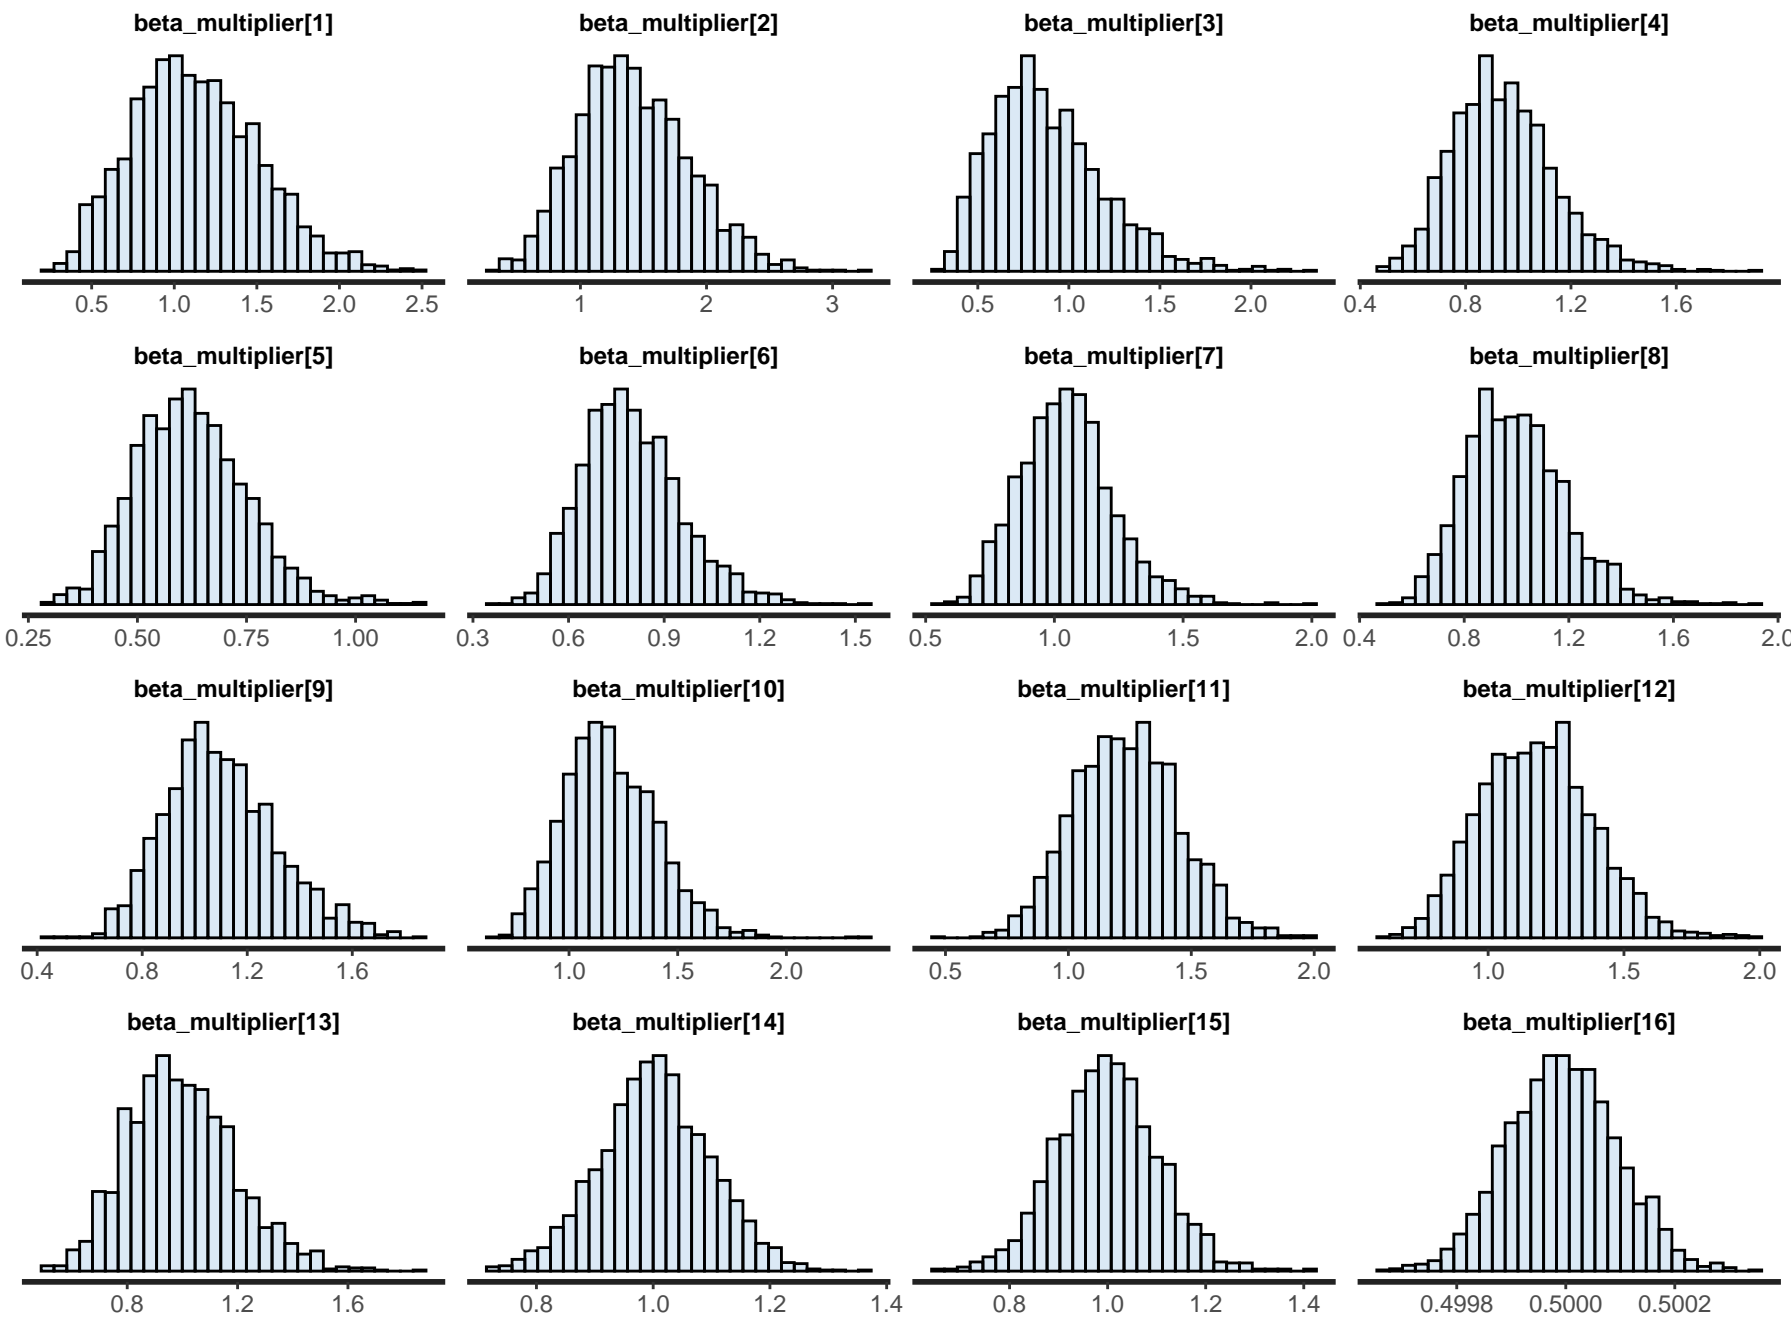 beta_multiplier[1] beta_multiplier[2] beta_multiplier[3] beta_multiplier[4]
0.5 1.0 1.5 2.0 2.5 1 2 3 0.5 1.0 1.5 2.0 0.4 0.8 1.2 1.6
beta_multiplier[5] beta_multiplier[6] beta_multiplier[7] beta_multiplier[8]
0.25 0.50 0.75 1.00 0.3 0.6 0.9 1.2 1.5 0.5 1.0 1.5 2.0 0.4 0.8 1.2 1.6 2.0
beta_multiplier[9] beta_multiplier[10] beta_multiplier[11] beta_multiplier[12]
0.4 0.8 1.2 1.6 1.0 1.5 2.0 0.5 1.0 1.5 2.0 1.0 1.5 2.0
beta_multiplier[13] beta_multiplier[14] beta_multiplier[15] beta_multiplier[16]
0.8 1.2 1.6 0.8 1.0 1.2 1.4 0.8 1.0 1.2 1.4 0.4998 0.5000 0.5002